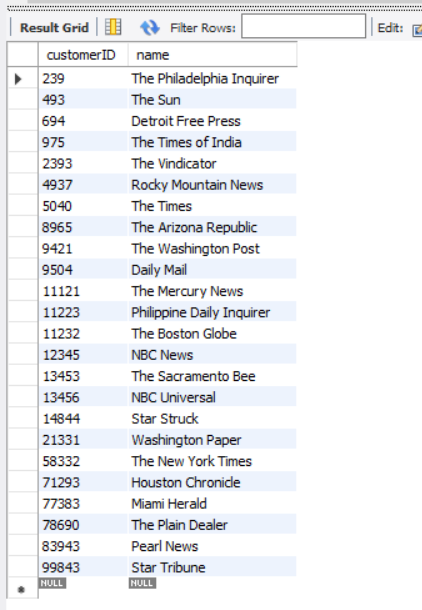 Result Grid Filter Rows: Edit:
customerID name
239 The Philadelphia Inquirer
493 The Sun
694 Detroit Free Press
975 The Times of India
2393 The Vindicator
4937 Rocky Mountain News
5040 The Times
8965 The Arizona Republic
9421 The Washington Post
9504 Daily Mail
11121 The Mercury News
11223 Philippine Daily Inquirer
11232 The Boston Globe
12345 NBC News
13453 The Sacramento Bee
13456 NBC Universal
14844 Star Struck
21331 Washington Paper
58332 The New York Times
71293 Houston Chronicle
77383 Miami Herald
78690 The Plain Dealer
83943 Pearl News
99843 Star Tribune
NULL NULL